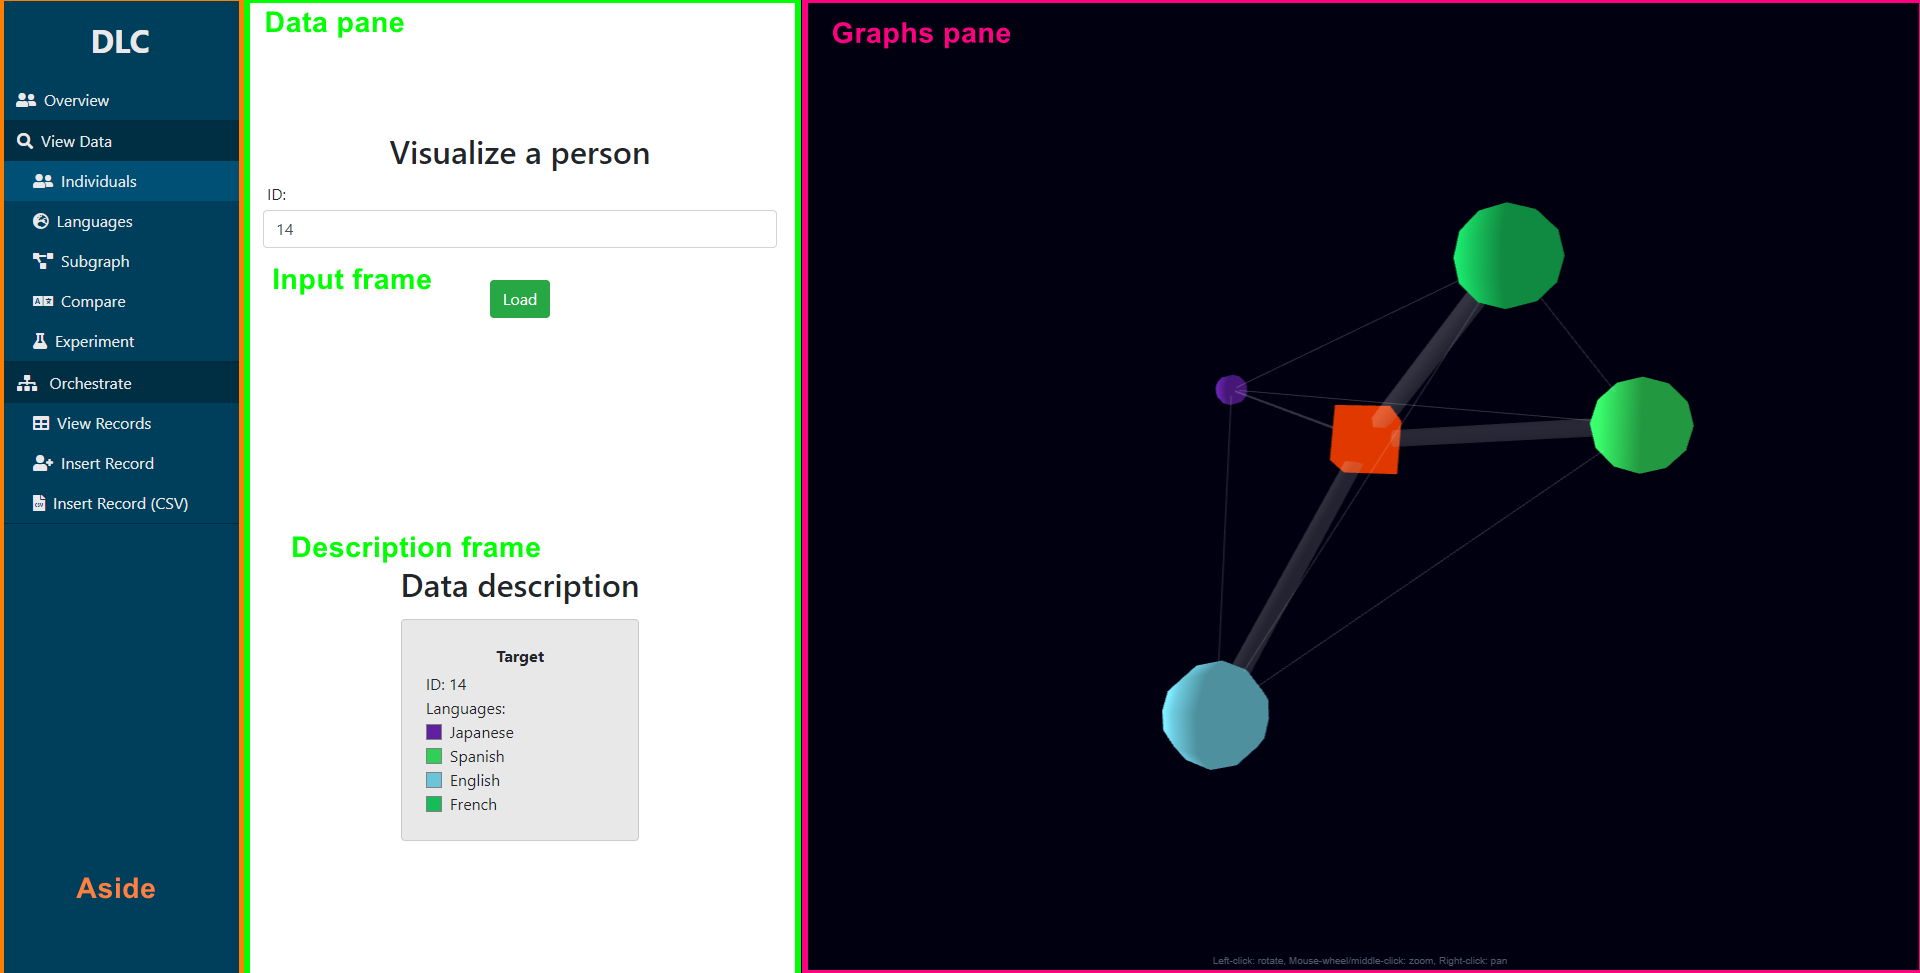 DLC
Overview
View Data
Individuals
Languages
Subgraph
Compare
Experiment
Orchestrate
View Records
Insert Record
Insert Record (CSV)
Aside
Data pane
Visualize a person
ID:
14
Input frame
Load
Description frame
Data description
Target
ID: 14
Languages:
Japanese
Spanish
English
French
Graphs pane
Left-click: rotate, Mouse-wheel/middle-click: zoom, Right-click: pan